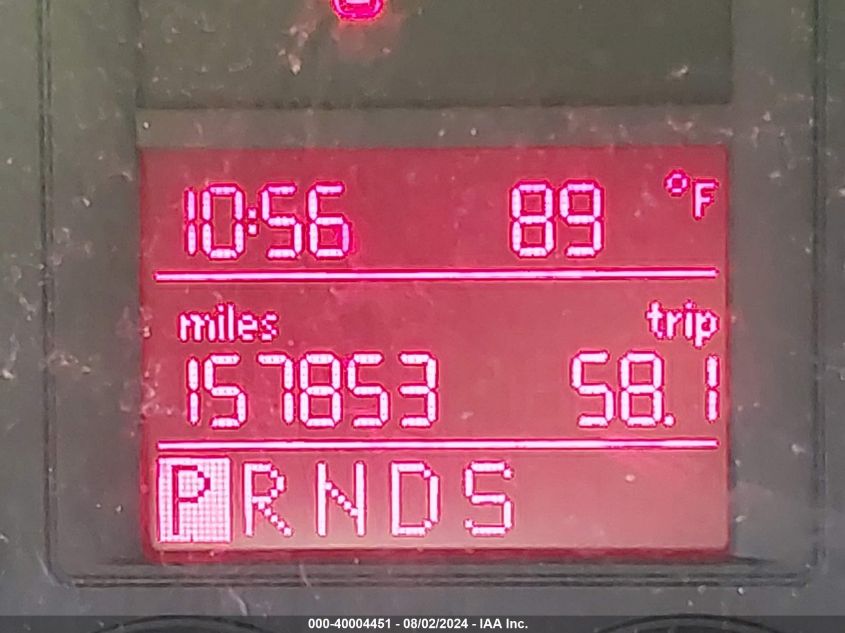 10:56 89 °F
miles trip
157853 58.1
P R N D S
000-40004451 - 08/02/2024 - IAA Inc.